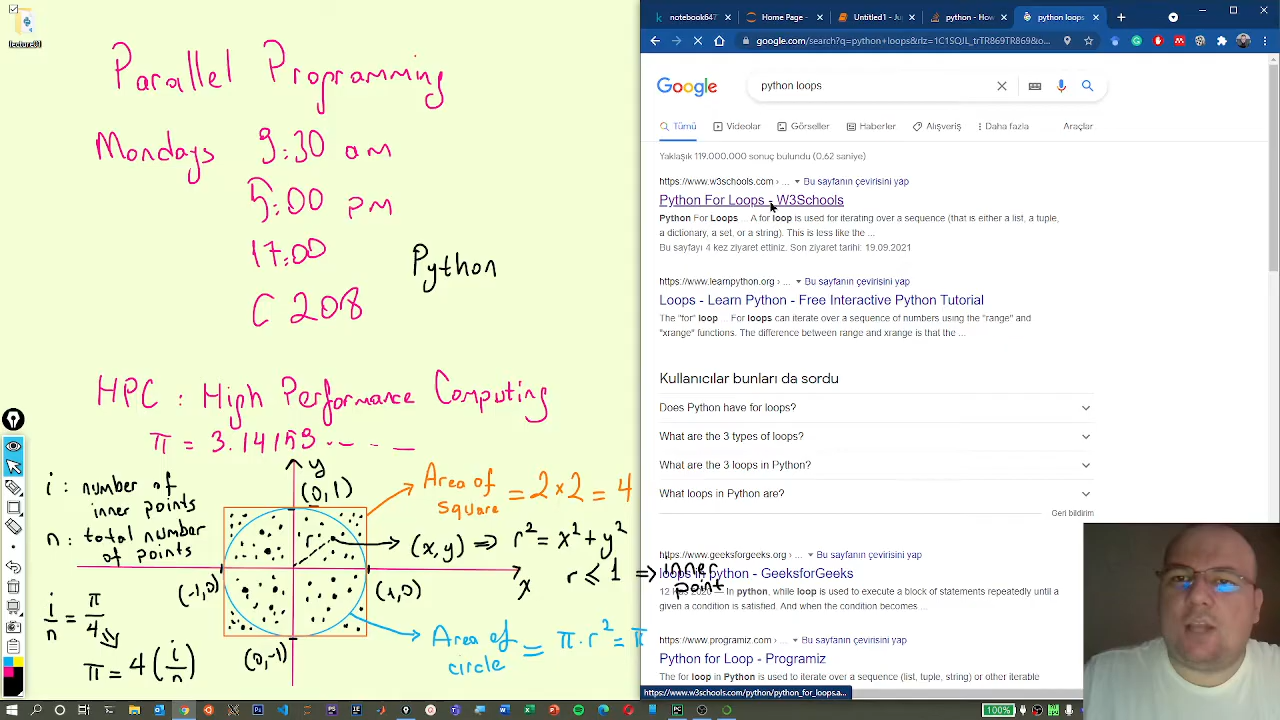 lecture01
Parallel Programming
Mondays 9:30 am
5:00 pm
17:00
C 208
Python
HPC : High Performance Computing
π = 3.14159 . - - -
i : number of
inner points
n : total number
of points
i/n = π/4
π = 4 (i/n)
y
(0,1)
r
(-1,0)
(1,0)
(0,-1)
x
Area of
square = 2×2 = 4
(x,y) ⇒ r² = x² + y²
r ≤ 1 ⇒ inner
point
Area of
circle = π.r² = π
notebook647
Home Page -
Untitled1 - Ju
python - How
python loops
google.com/search?q=python+loops&rlz=1C1SQJL_trTR869TR869&o...
Google
python loops
Tümü
Videolar
Görseller
Haberler
Alışveriş
Daha fazla
Araçlar
Yaklaşık 119.000.000 sonuç bulundu (0,62 saniye)
https://www.w3schools.com › ... Bu sayfanın çevirisini yap
Python For Loops - W3Schools
Python For Loops ... A for loop is used for iterating over a sequence (that is either a list, a tuple,
a dictionary, a set, or a string). This is less like the ...
Bu sayfayı 4 kez ziyaret ettiniz. Son ziyaret tarihi: 19.09.2021
https://www.learnpython.org › ... Bu sayfanın çevirisini yap
Loops - Learn Python - Free Interactive Python Tutorial
The "for" loop ... For loops can iterate over a sequence of numbers using the "range" and
"xrange" functions. The difference between range and xrange is that the ...
Kullanıcılar bunları da sordu
Does Python have for loops?
What are the 3 types of loops?
What are the 3 loops in Python?
What loops in Python are?
Geri bildirim
https://www.geeksforgeeks.org › ... Bu sayfanın çevirisini yap
loops in python - GeeksforGeeks
In python, while loop is used to execute a block of statements repeatedly until a
given a condition is satisfied. And when the condition becomes ...
https://www.programiz.com › ... Bu sayfanın çevirisini yap
Python for Loop - Programiz
The for loop in Python is used to iterate over a sequence (list, tuple, string) or other iterable
https://www.w3schools.com/python/python_for_loops.a...
100%